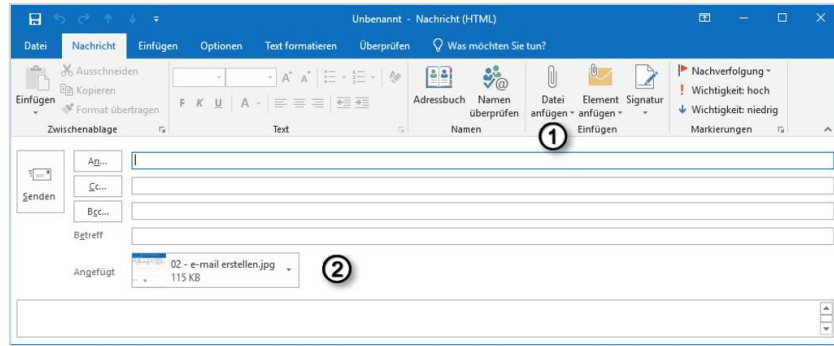 Unbenannt - Nachricht (HTML)
Datei Nachricht Einfügen Optionen Text formatieren Überprüfen Was möchten Sie tun?
Einfügen
Ausschneiden
Kopieren
Format übertragen
Zwischenablage
F K U A
Text
Adressbuch
Namen überprüfen
Namen
Datei anfügen
Element anfügen
Signatur
Einfügen
Nachverfolgung
Wichtigkeit: hoch
Wichtigkeit: niedrig
Markierungen
1
Senden
An...
Cc...
Bcc...
Betreff
Angefügt
02 - e-mail erstellen.jpg
115 KB
2